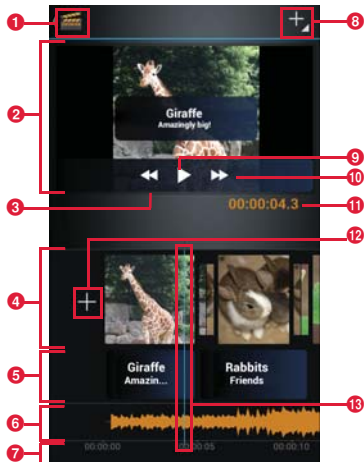 1
8
2
Giraffe
Amazingly big!
9
3
10
00:00:04.3
11
12
4
5
Giraffe
Amazin...
Rabbits
Friends
13
6
7
00:00:00
00:00:05
00:00:10